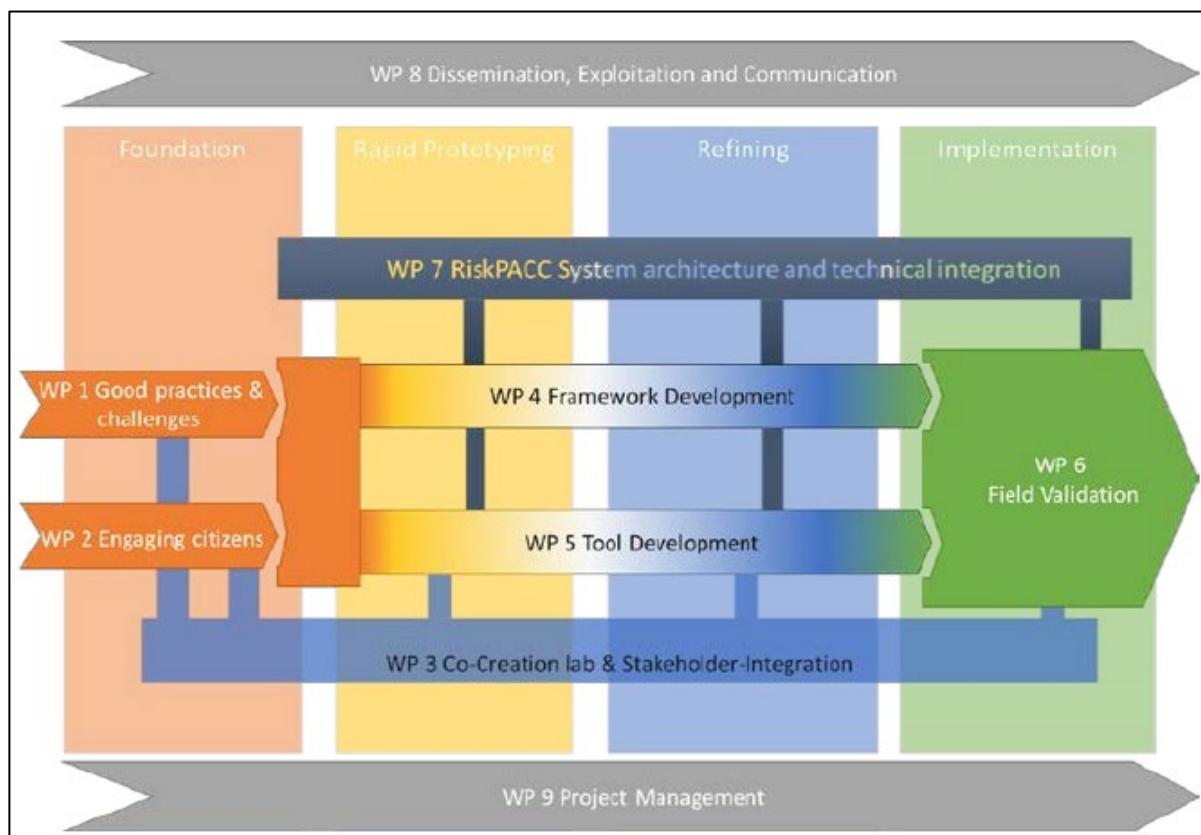 WP 8 Dissemination, Exploitation and Communication
Foundation
Rapid Prototyping
Refining
Implementation
WP 7 RiskPACC System architecture and technical integration
WP 1 Good practices &
challenges
WP 4 Framework Development
WP 6
Field Validation
WP 2 Engaging citizens
WP 5 Tool Development
WP 3 Co-Creation lab & Stakeholder-Integration
WP 9 Project Management